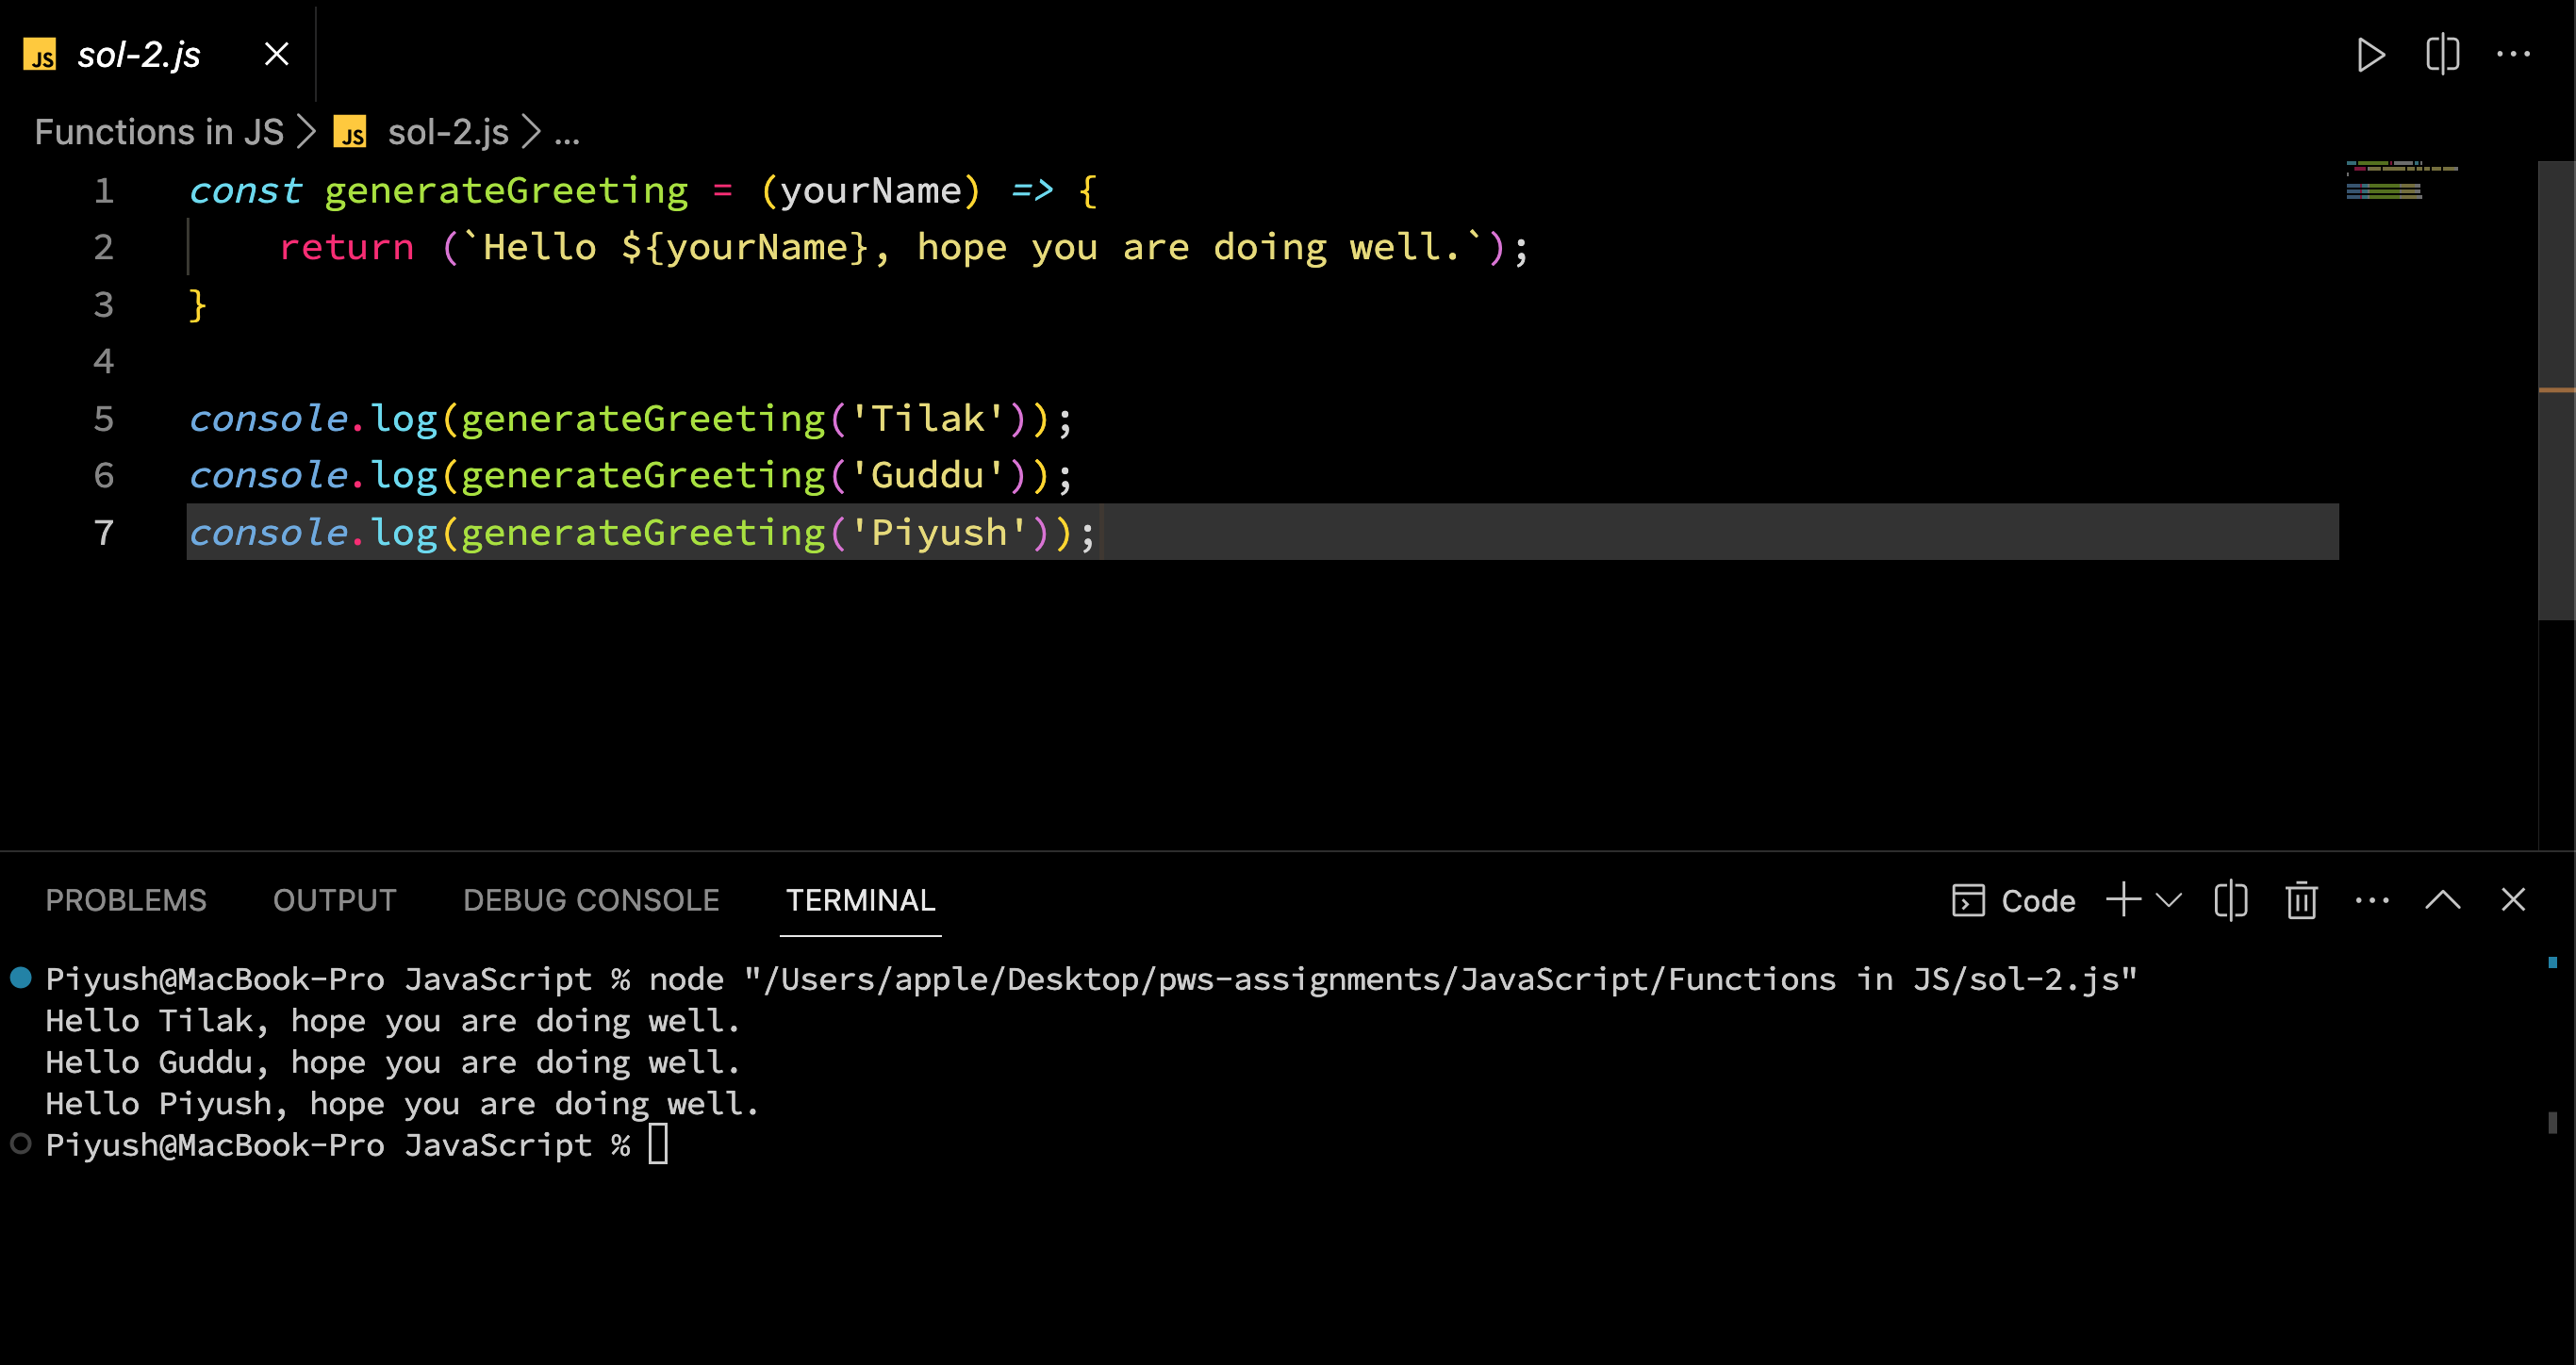 JS sol-2.js
Functions in JS > JS sol-2.js > ...
1 const generateGreeting = (yourName) => {
2     return (`Hello ${yourName}, hope you are doing well.`);
3 }
4
5 console.log(generateGreeting('Tilak'));
6 console.log(generateGreeting('Guddu'));
7 console.log(generateGreeting('Piyush'));
PROBLEMS OUTPUT DEBUG CONSOLE TERMINAL Code
Piyush@MacBook-Pro JavaScript % node "/Users/apple/Desktop/pws-assignments/JavaScript/Functions in JS/sol-2.js"
Hello Tilak, hope you are doing well.
Hello Guddu, hope you are doing well.
Hello Piyush, hope you are doing well.
Piyush@MacBook-Pro JavaScript %